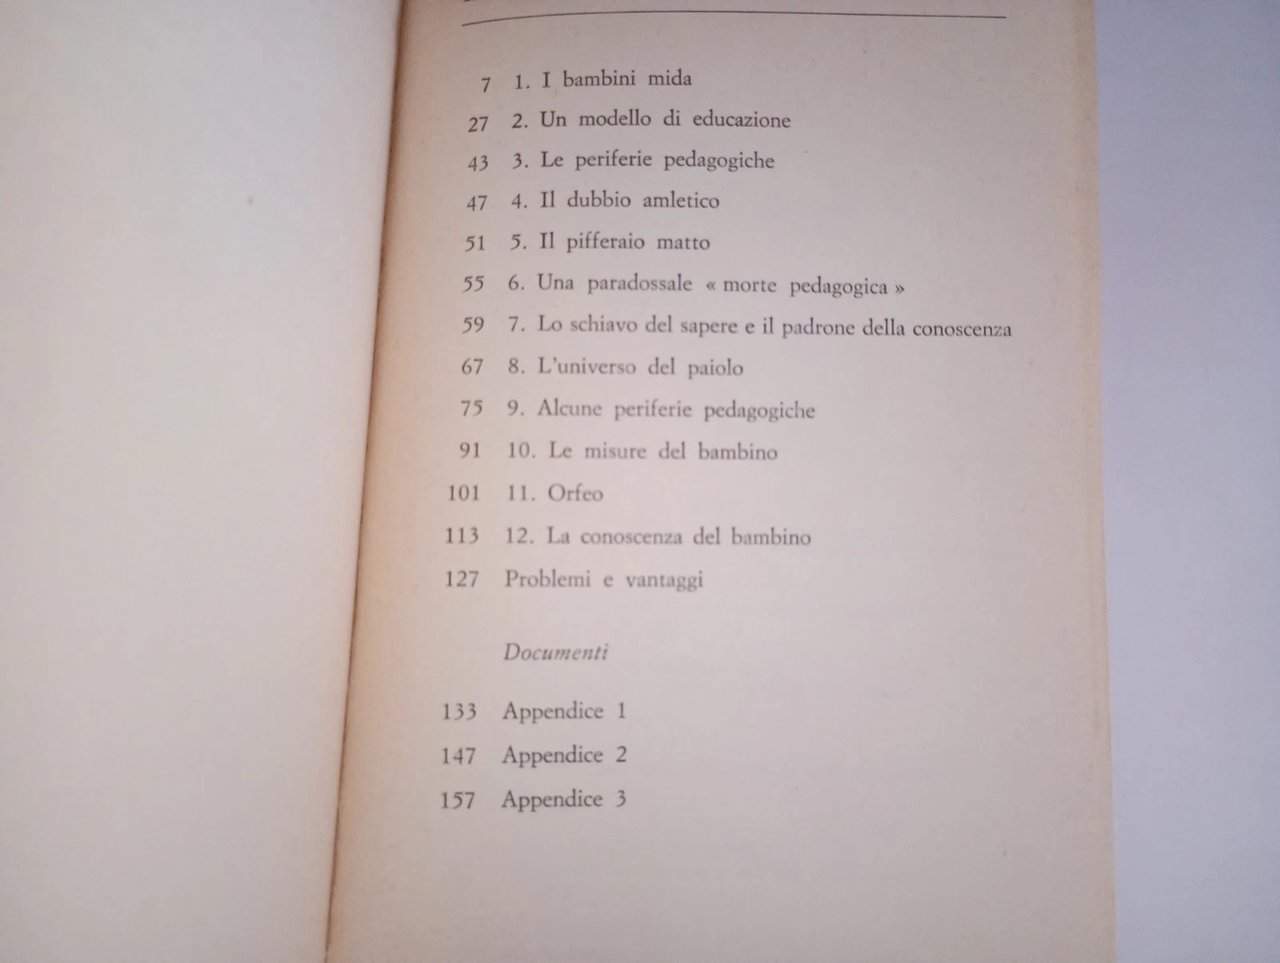 7 1. I bambini mida
27 2. Un modello di educazione
43 3. Le periferie pedagogiche
47 4. Il dubbio amletico
51 5. Il pifferaio matto
55 6. Una paradossale « morte pedagogica »
59 7. Lo schiavo del sapere e il padrone della conoscenza
67 8. L'universo del paiolo
75 9. Alcune periferie pedagogiche
91 10. Le misure del bambino
101 11. Orfeo
113 12. La conoscenza del bambino
127 Problemi e vantaggi
Documenti
133 Appendice 1
147 Appendice 2
157 Appendice 3